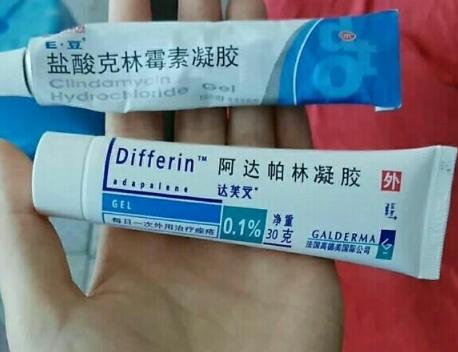 E·豆
盐酸克林霉素凝胶
Clindamycin
Hydrochloride Gel
Differin™ 阿达帕林凝胶 外
adapalene 达芙文
GEL
每日一次外用治疗痤疮
0.1% 净重
30克
GALDERMA
法国高德美国际公司